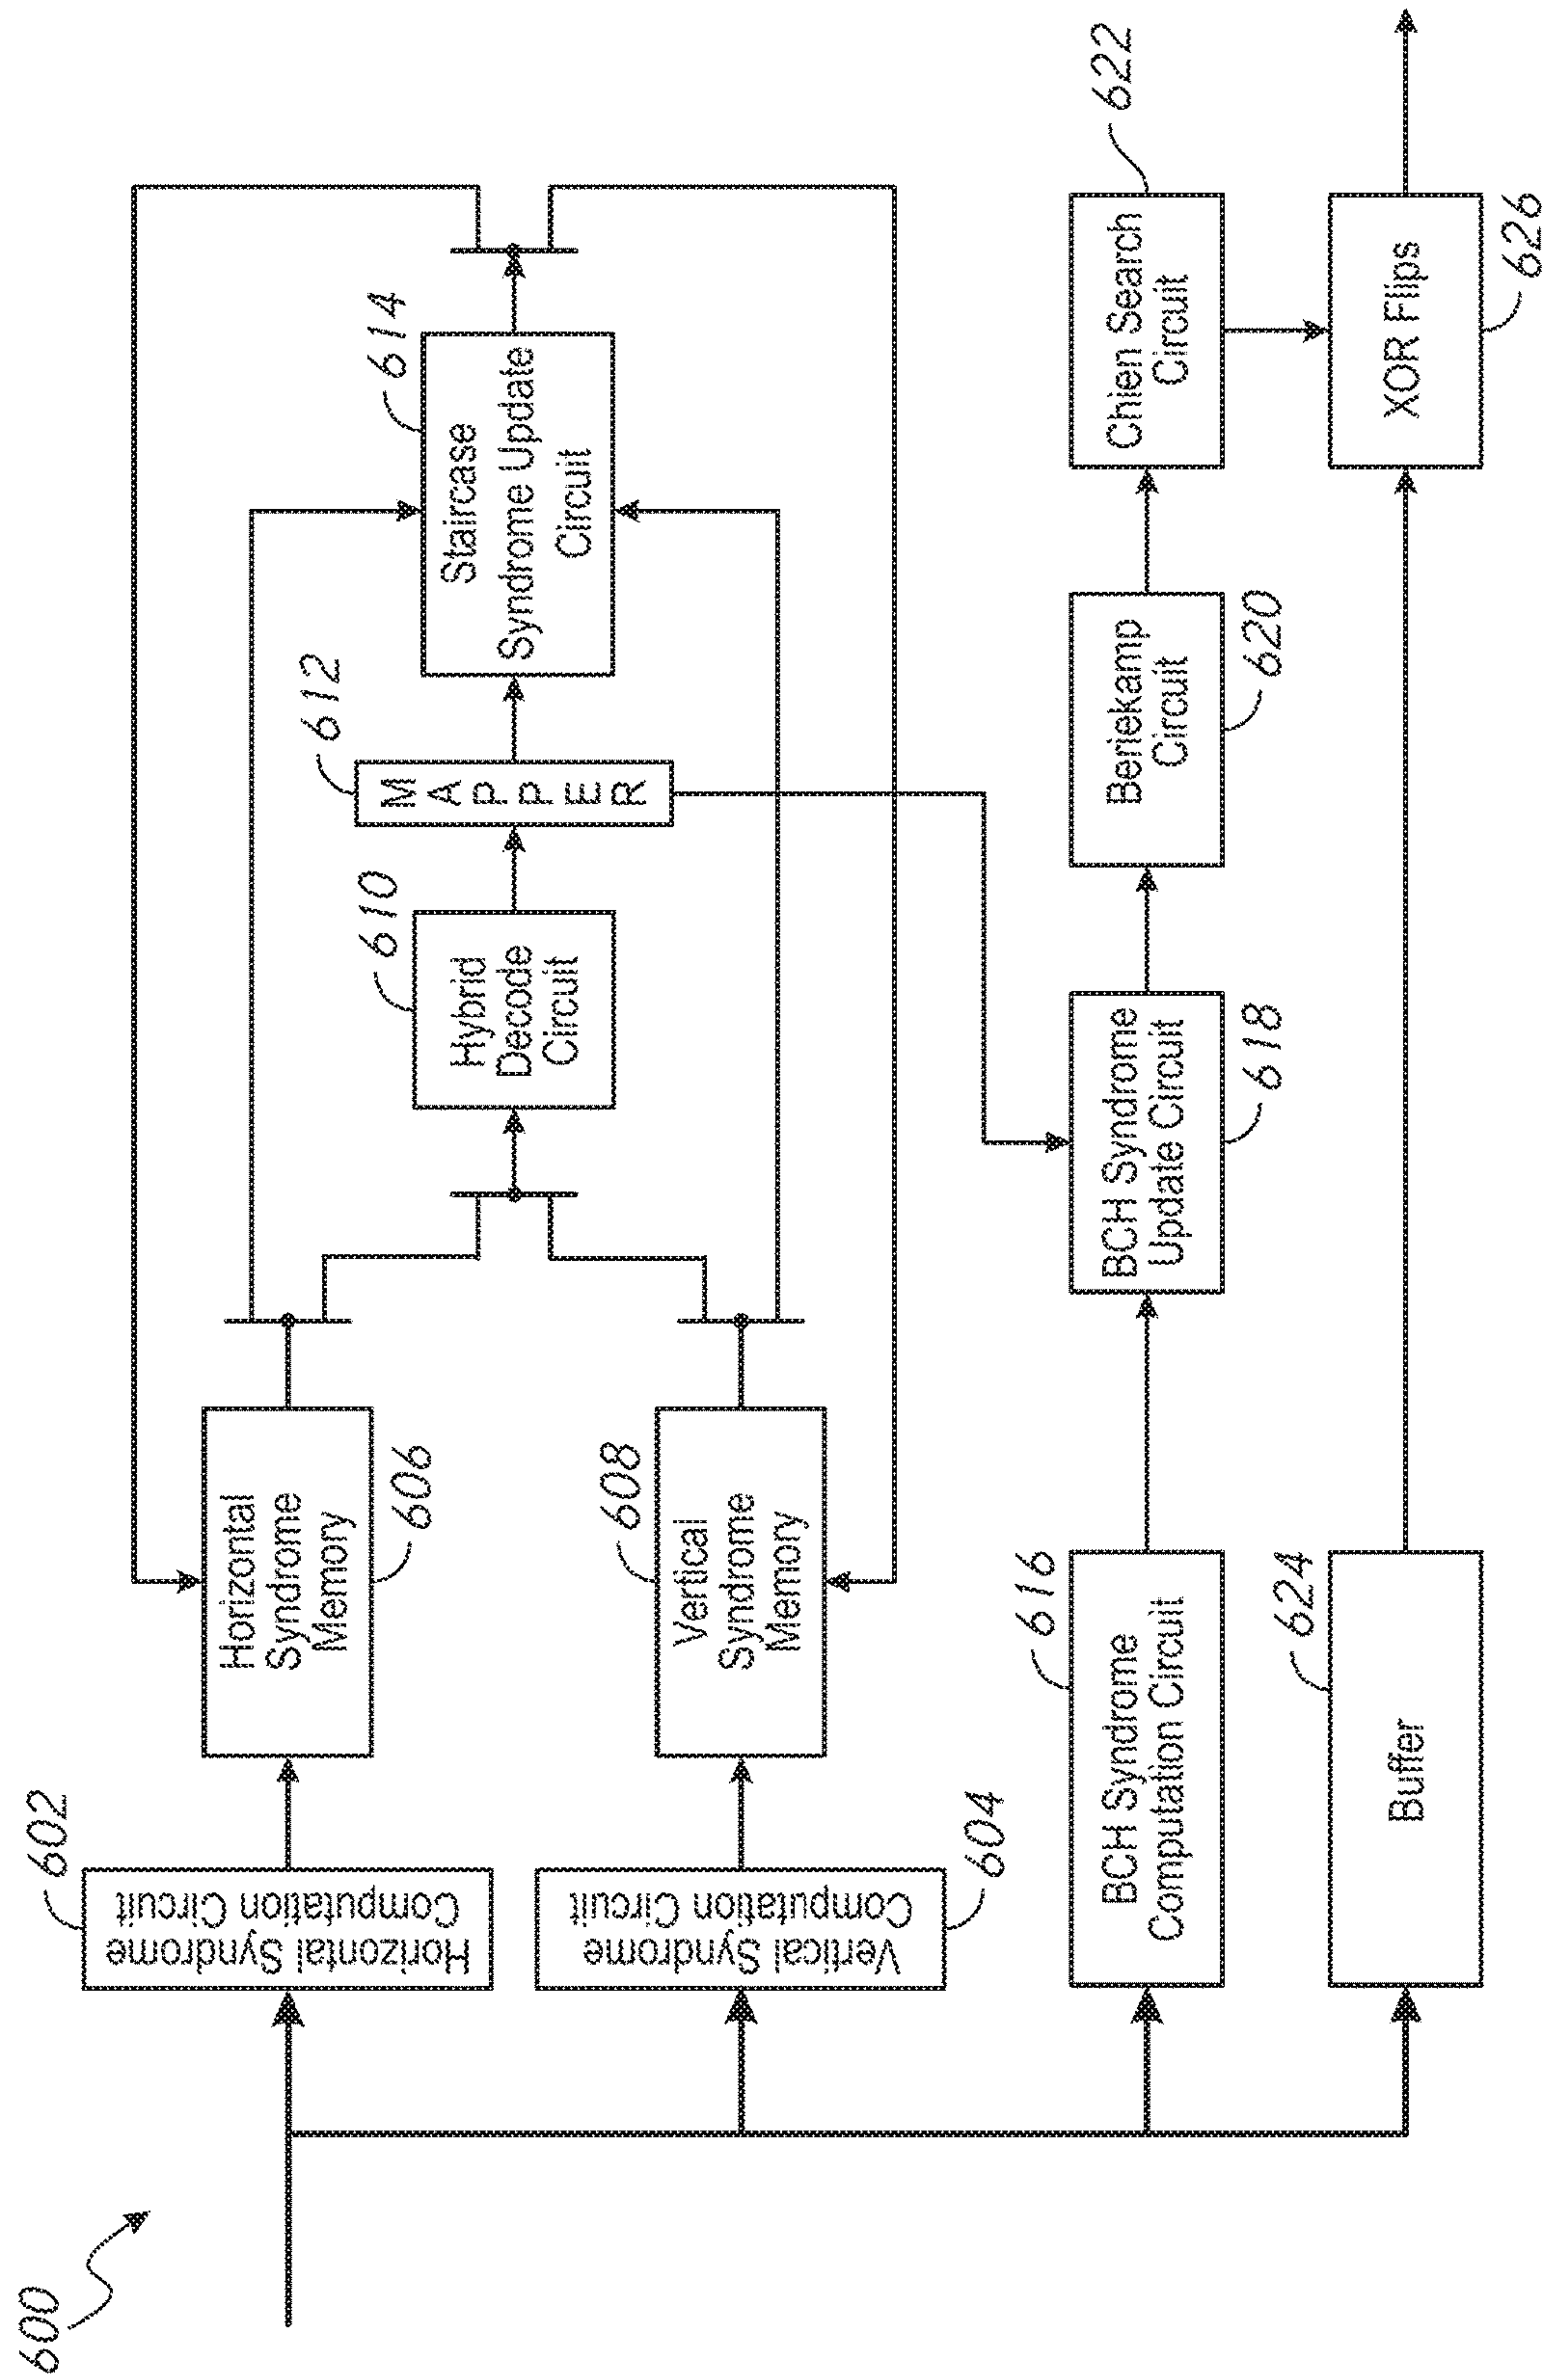 600
602
Horizontal Syndrome
Computation Circuit
Horizontal
Syndrome
Memory
606
604
Vertical Syndrome
Computation Circuit
608
Vertical
Syndrome
Memory
610
Hybrid
Decode
Circuit
612
MAPPER
614
Staircase
Syndrome Update
Circuit
616
BCH Syndrome
Computation Circuit
BCH Syndrome
Update Circuit
618
Beriekamp
Circuit
620
622
Chien Search
Circuit
624
Buffer
XOR Flips
626